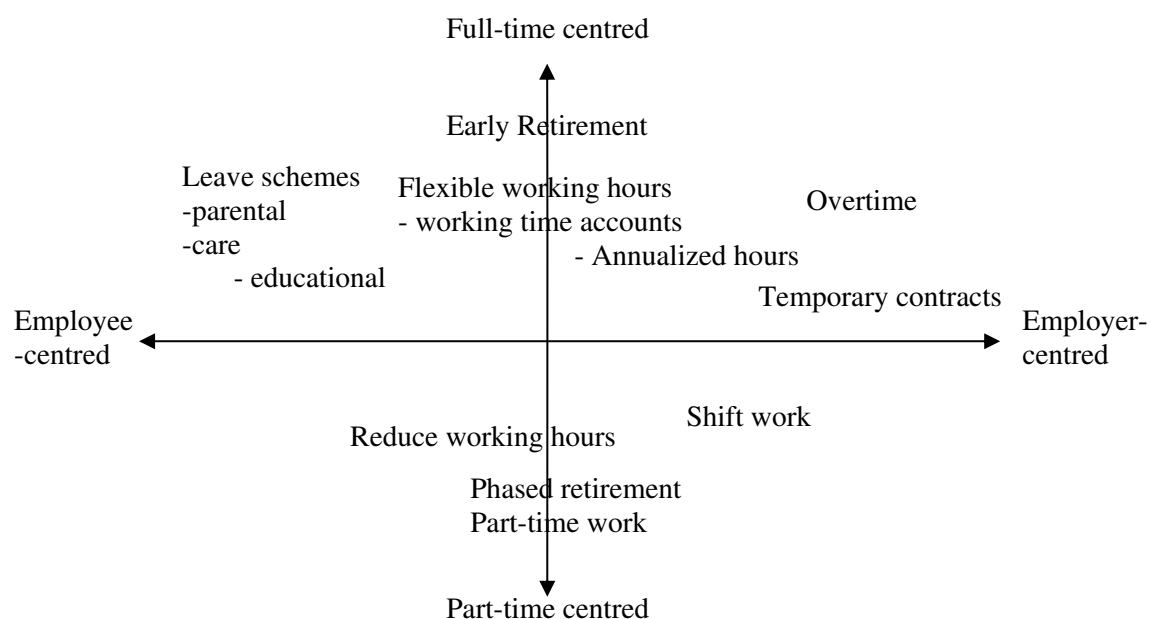 Full-time centred
Early Retirement
Leave schemes
-parental
-care
- educational
Flexible working hours
- working time accounts
- Annualized hours
Overtime
Temporary contracts
Employee
-centred
Employer-
centred
Shift work
Reduce working hours
Phased retirement
Part-time work
Part-time centred